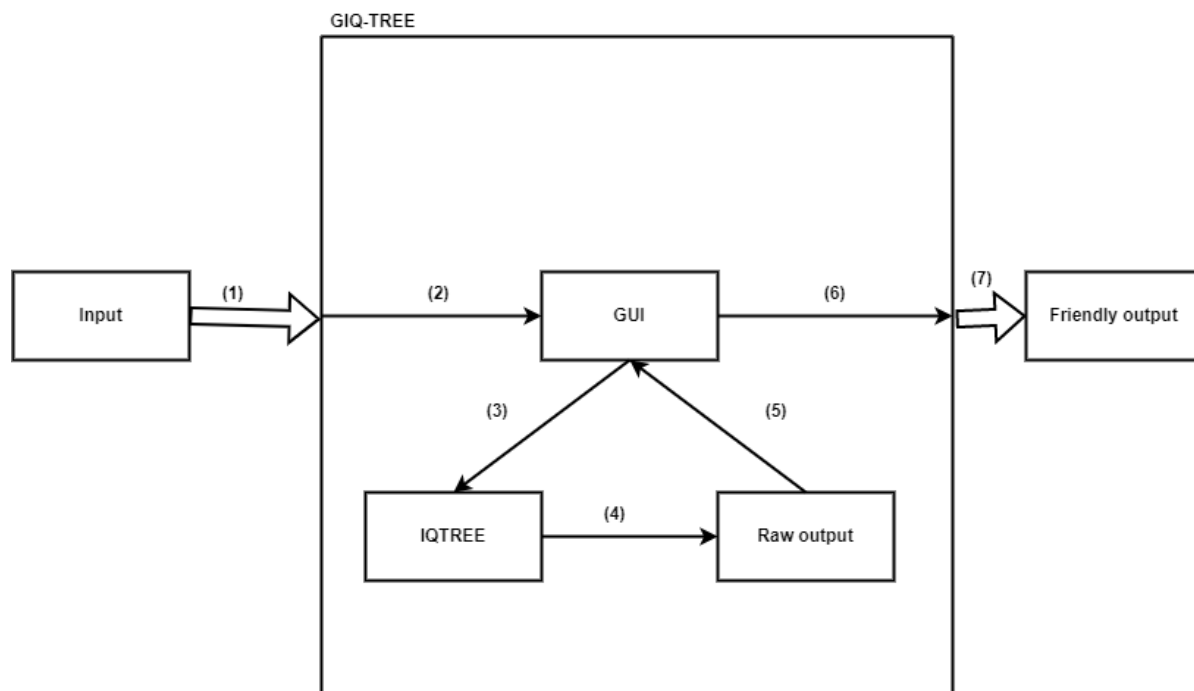 GIQ-TREE
Input
(1)
(2)
GUI
(6)
(7)
Friendly output
(3)
(5)
IQTREE
(4)
Raw output